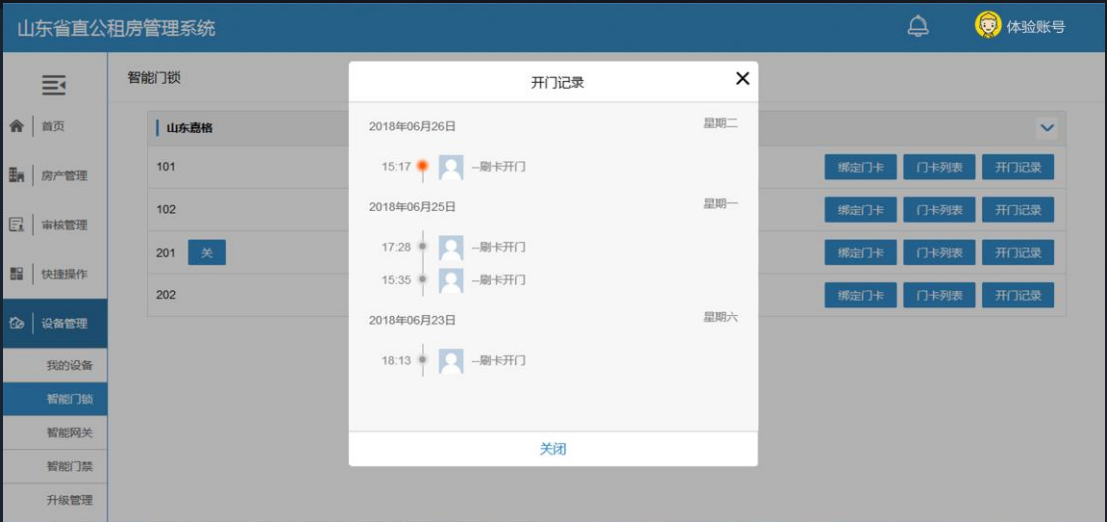 山东省直公租房管理系统
体验账号
智能门锁
首页
房产管理
审核管理
快捷操作
设备管理
我的设备
智能门锁
智能网关
智能门禁
升级管理
山东嘉格
101 绑定门卡 门卡列表 开门记录
102 绑定门卡 门卡列表 开门记录
201 关 绑定门卡 门卡列表 开门记录
202 绑定门卡 门卡列表 开门记录
开门记录
2018年06月26日 星期二
15:17 --刷卡开门
2018年06月25日 星期一
17:28 --刷卡开门
15:35 --刷卡开门
2018年06月23日 星期六
18:13 --刷卡开门
关闭